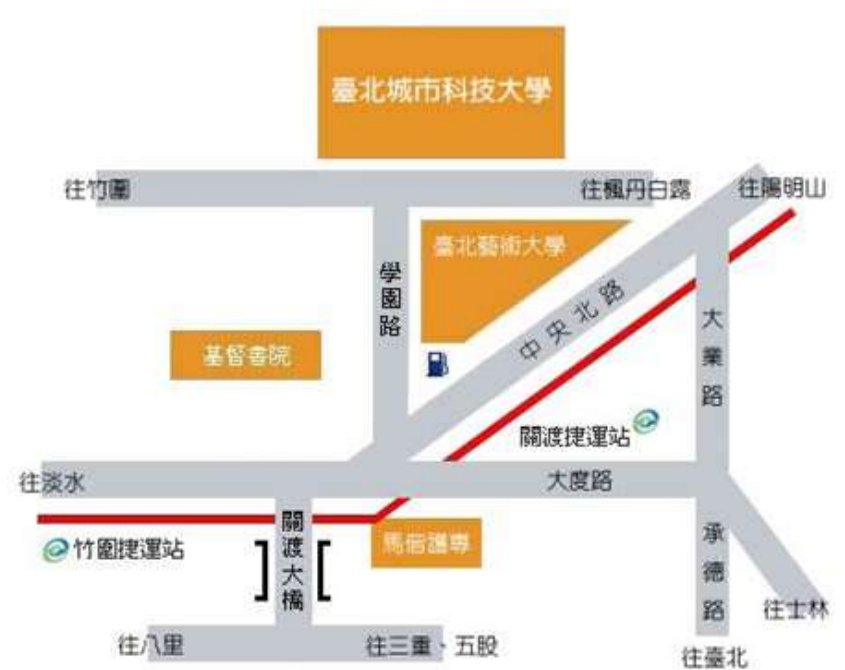 臺北城市科技大學
往竹圍
往楓丹白露
往陽明山
臺北藝術大學
學園路
中央北路
大業路
基督書院
關渡捷運站
往淡水
大度路
竹圍捷運站
關渡大橋
馬偕護專
承德路
往士林
往八里
往三重、五股
往臺北